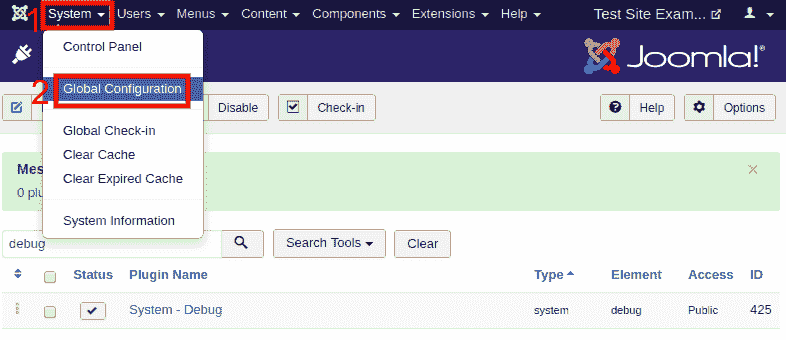 1 System Users Menus Content Components Extensions Help Test Site Exam...
Control Panel
Joomla!®
2 Global Configuration
Disable Check-in Help Options
Global Check-in
Clear Cache
Mes
Clear Expired Cache
0 plu
System Information
debug Search Tools Clear
Status Plugin Name Type Element Access ID
System - Debug system debug Public 425